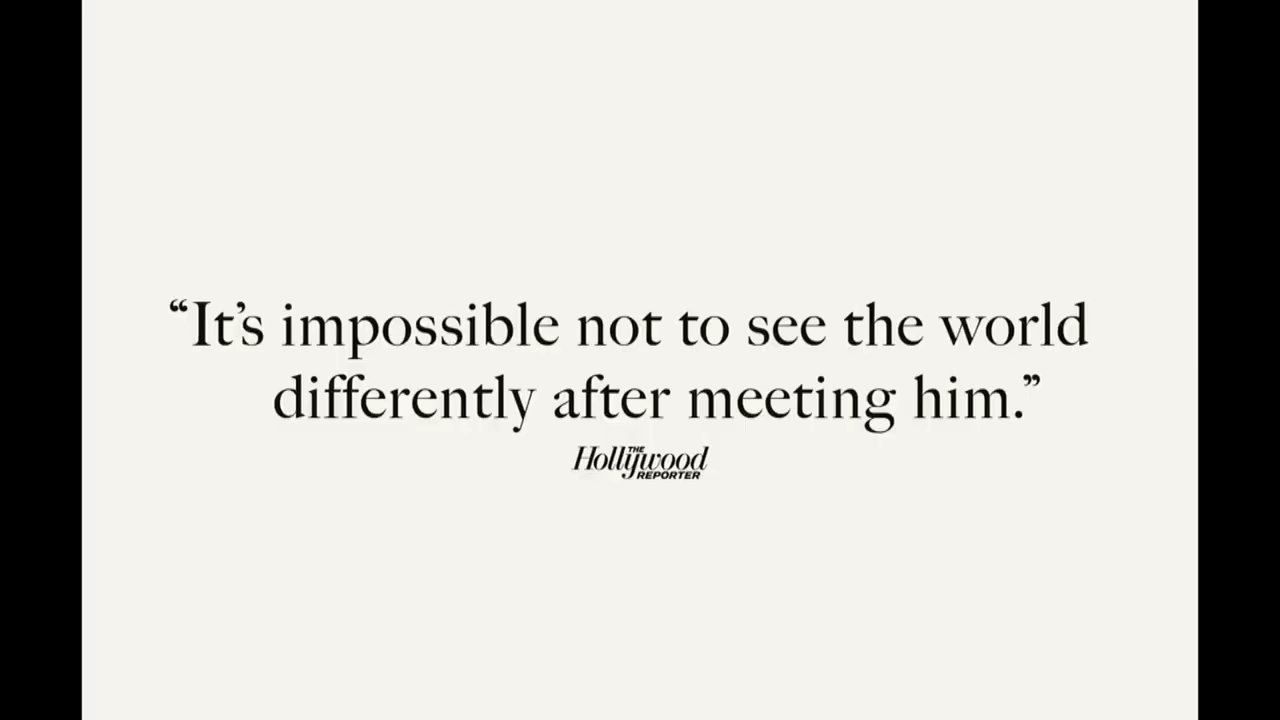 “It’s impossible not to see the world
differently after meeting him.”
THE
Hollywood
REPORTER